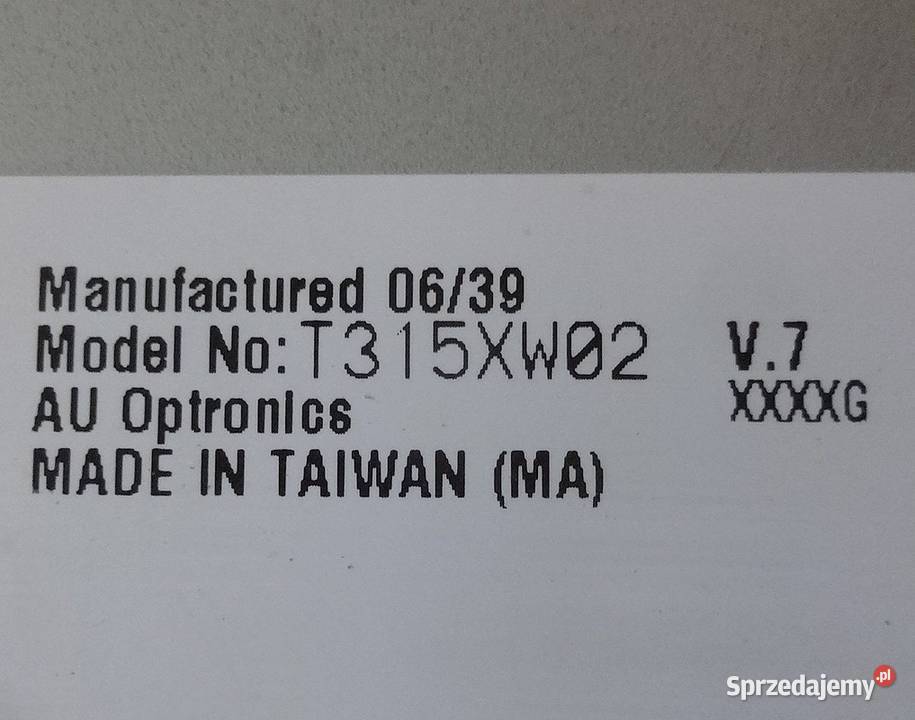 Manufactured 06/39
Model No:T315XW02 V.7
AU Optronics XXXXG
MADE IN TAIWAN (MA)
Sprzedajemy.pl